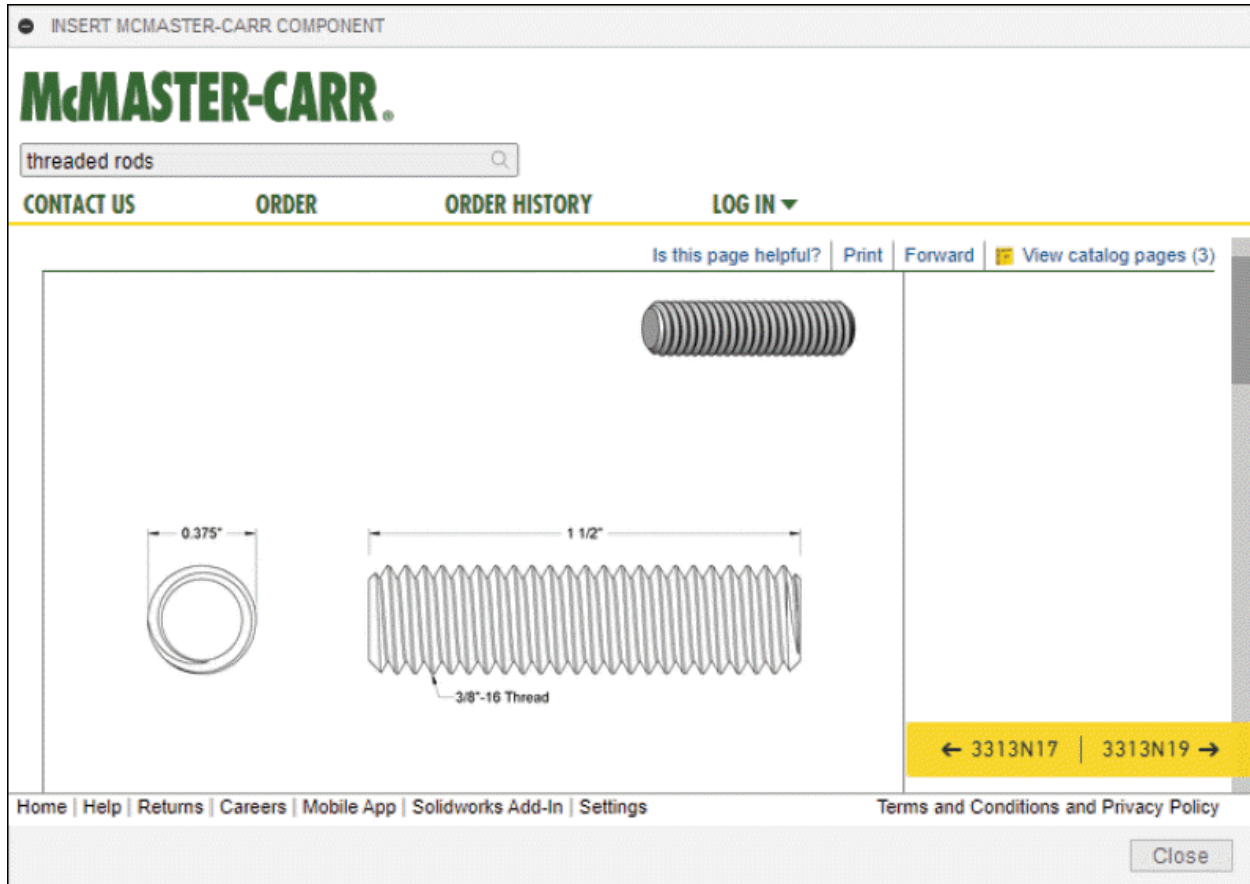 INSERT MCMASTER-CARR COMPONENT
McMASTER-CARR®
threaded rods
CONTACT US ORDER ORDER HISTORY LOG IN
Is this page helpful? Print Forward View catalog pages (3)
0.375" 1 1/2"
3/8"-16 Thread
← 3313N17 | 3313N19 →
Home | Help | Returns | Careers | Mobile App | Solidworks Add-In | Settings Terms and Conditions and Privacy Policy
Close